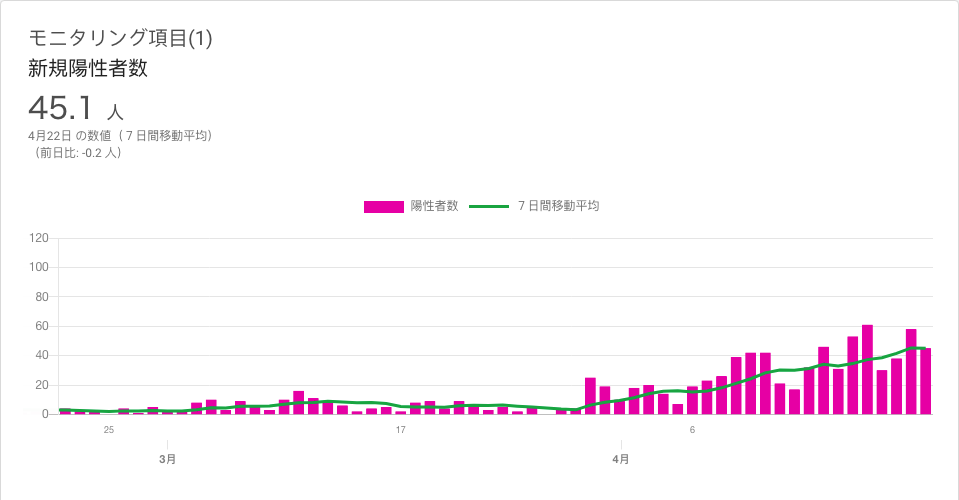 モニタリング項目(1)
新規陽性者数
45.1 人
4月22日 の数値（７日間移動平均）
（前日比: -0.2 人）
陽性者数 ７日間移動平均
120
100
80
60
40
20
0
25 17 6
3月 4月